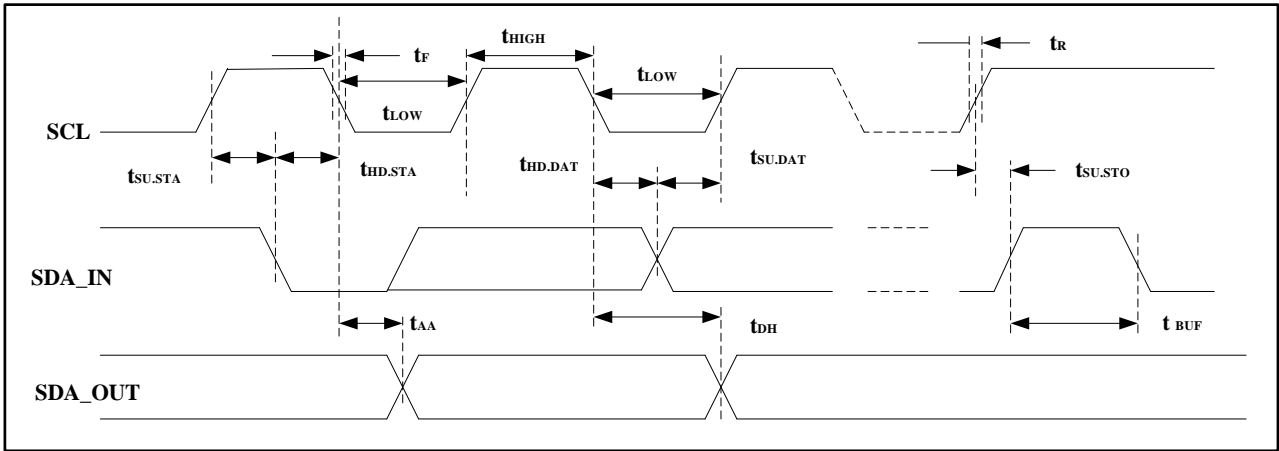 tF
tHIGH
tLOW
tLOW
tR
SCL
tSU.STA
tHD.STA
tHD.DAT
tSU.DAT
tSU.STO
SDA_IN
tAA
tDH
t BUF
SDA_OUT